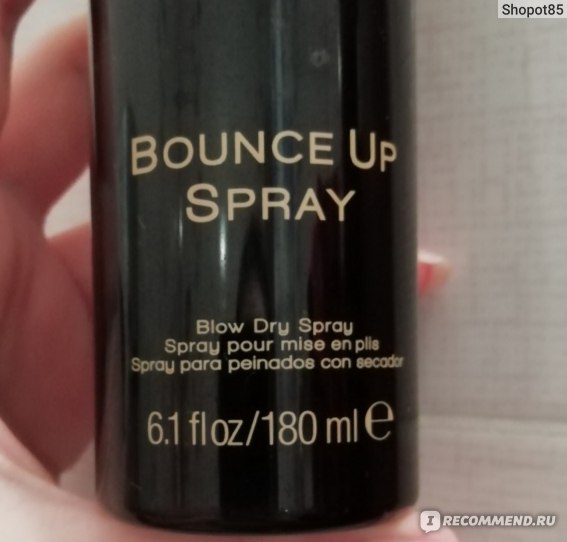 Shopot85
BOUNCE UP
SPRAY
Blow Dry Spray
Spray pour mise en plis
Spray para peinados con secador
6.1 fl oz/180 ml e
IRECOMMEND.RU